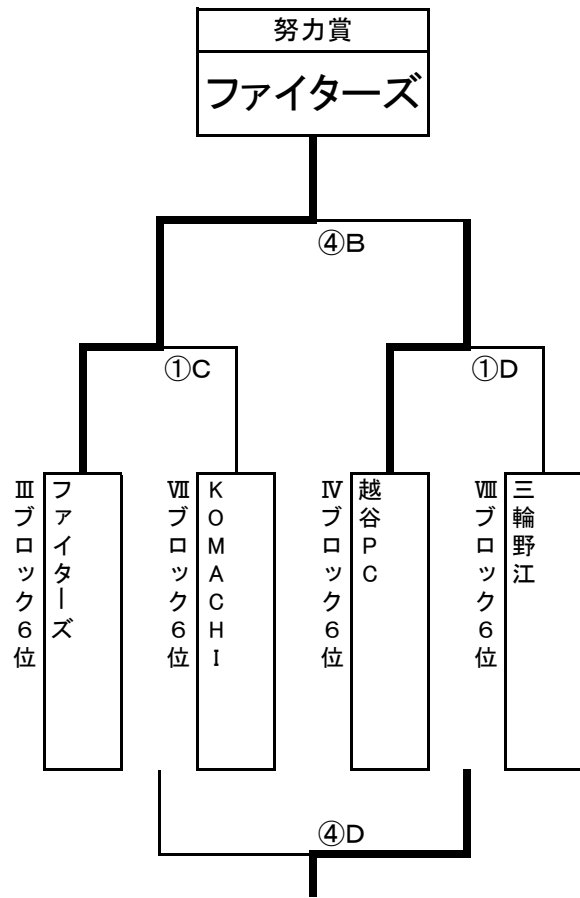 努力賞
ファイターズ
④B
①C
①D
Ⅲブロック６位
ファイターズ
Ⅶブロック６位
KOMACHI
Ⅳブロック６位
越谷PC
Ⅷブロック６位
三輪野江
④D